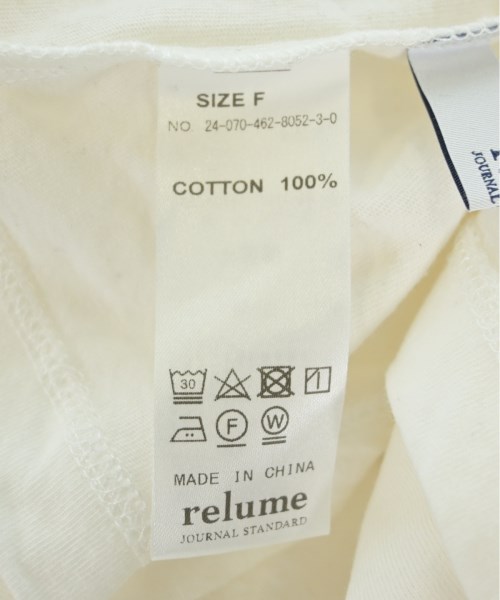 SIZE F
NO. 24-070-462-8052-3-0
COTTON 100%
30
F W
MADE IN CHINA
relume
JOURNAL STANDARD
JOURNAL